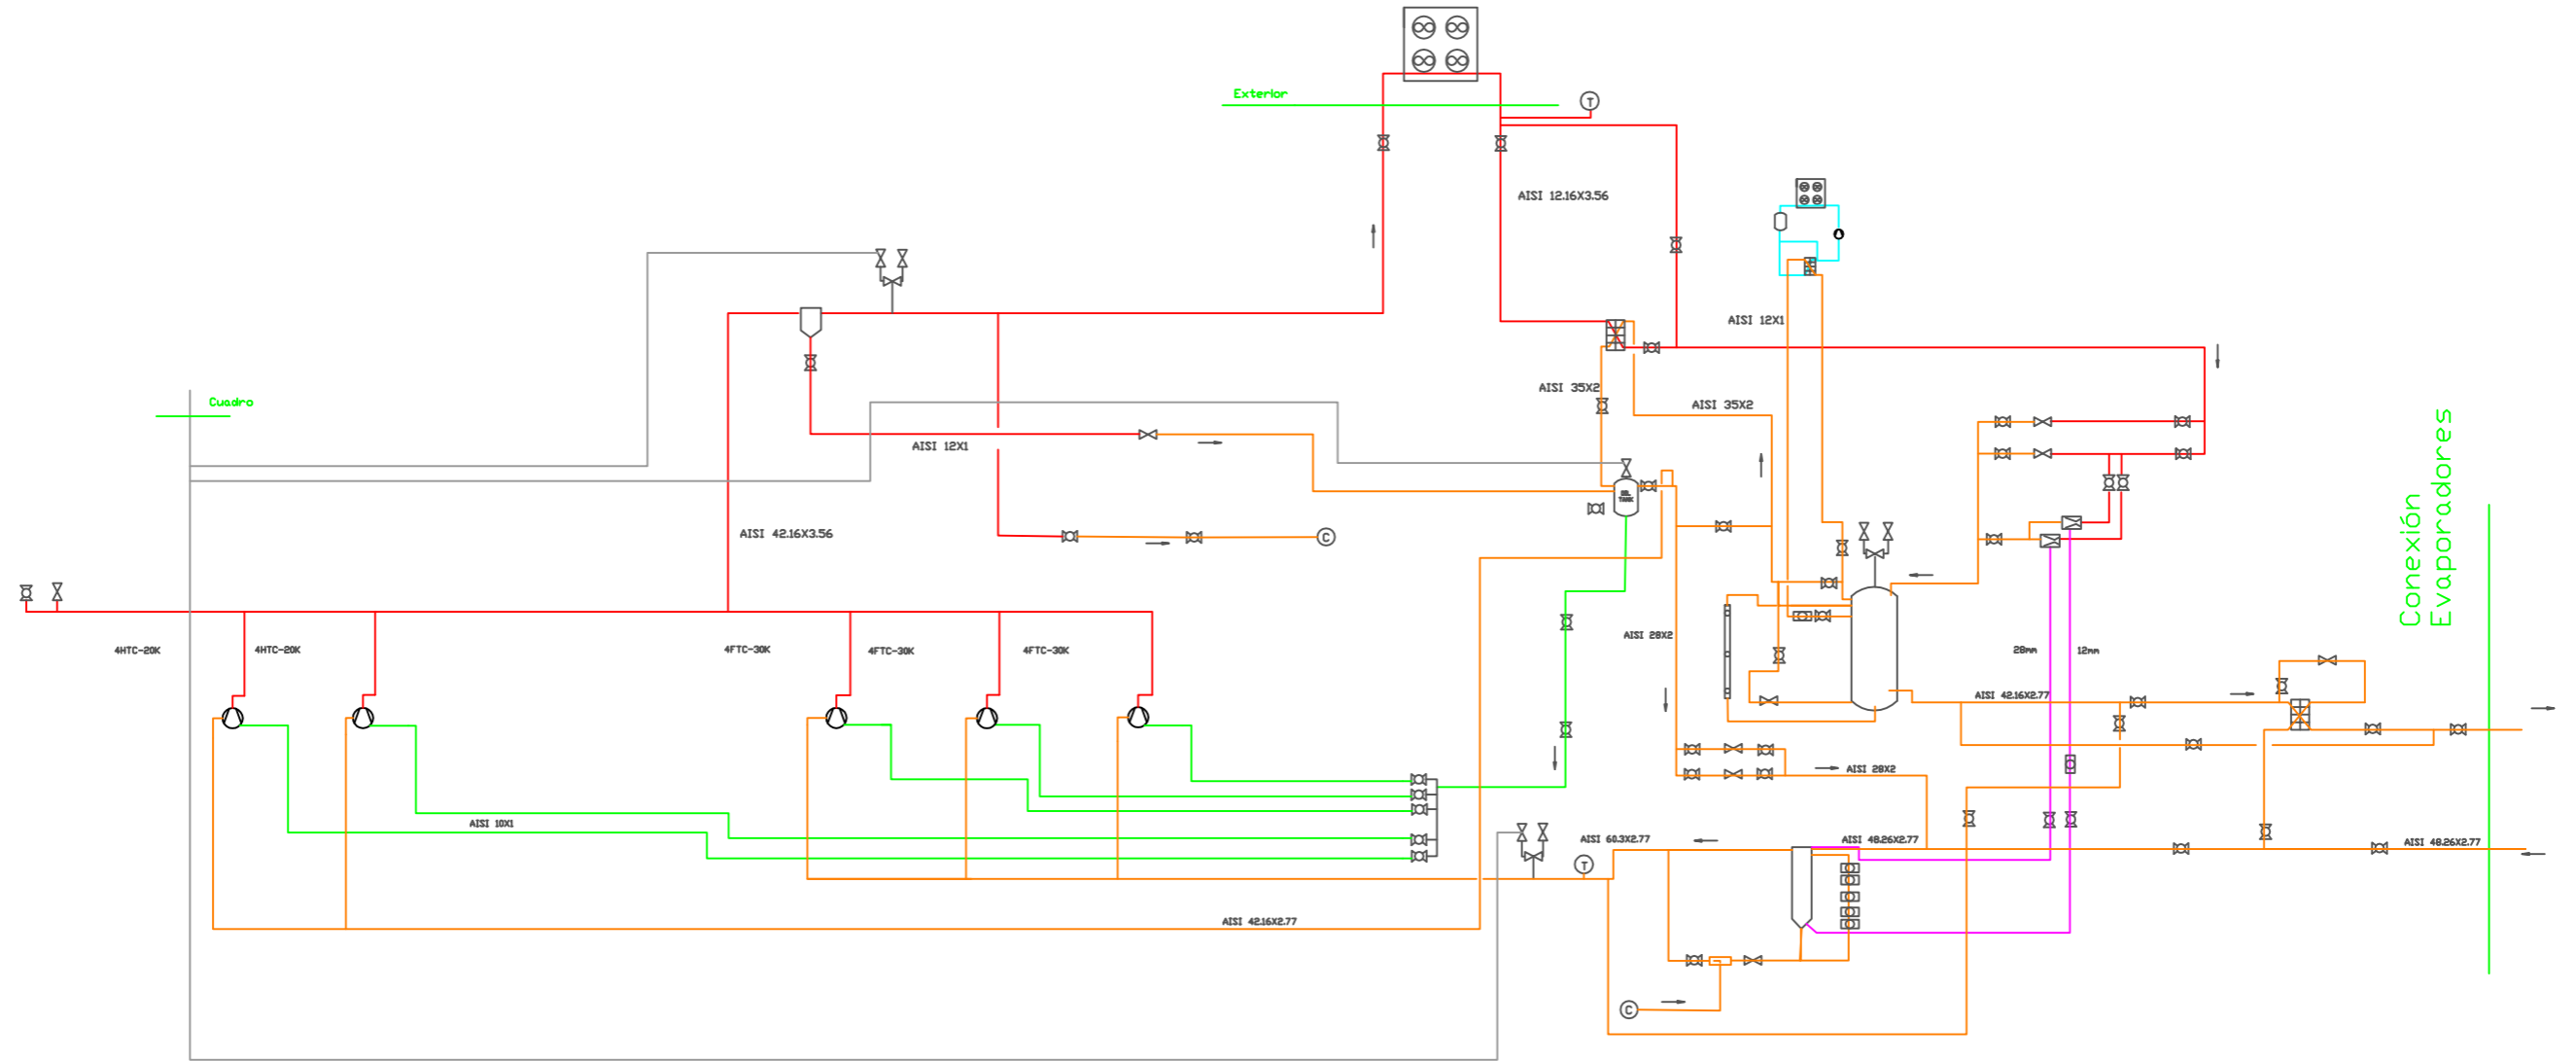 Exterior
T
AISI 12.16X3.56
AISI 12X1
AISI 35X2
AISI 35X2
Cuadro
AISI 12X1
OIL
TANK
AISI 42.16X3.56
C
Conexión
Evaporadores
4HTC-20K
4HTC-20K
4FTC-30K
4FTC-30K
4FTC-30K
AISI 28X2
28mm
12mm
AISI 42.16X2.77
AISI 28X2
AISI 10X1
AISI 60.3X2.77
AISI 48.26X2.77
AISI 48.26X2.77
T
AISI 42.16X2.77
C